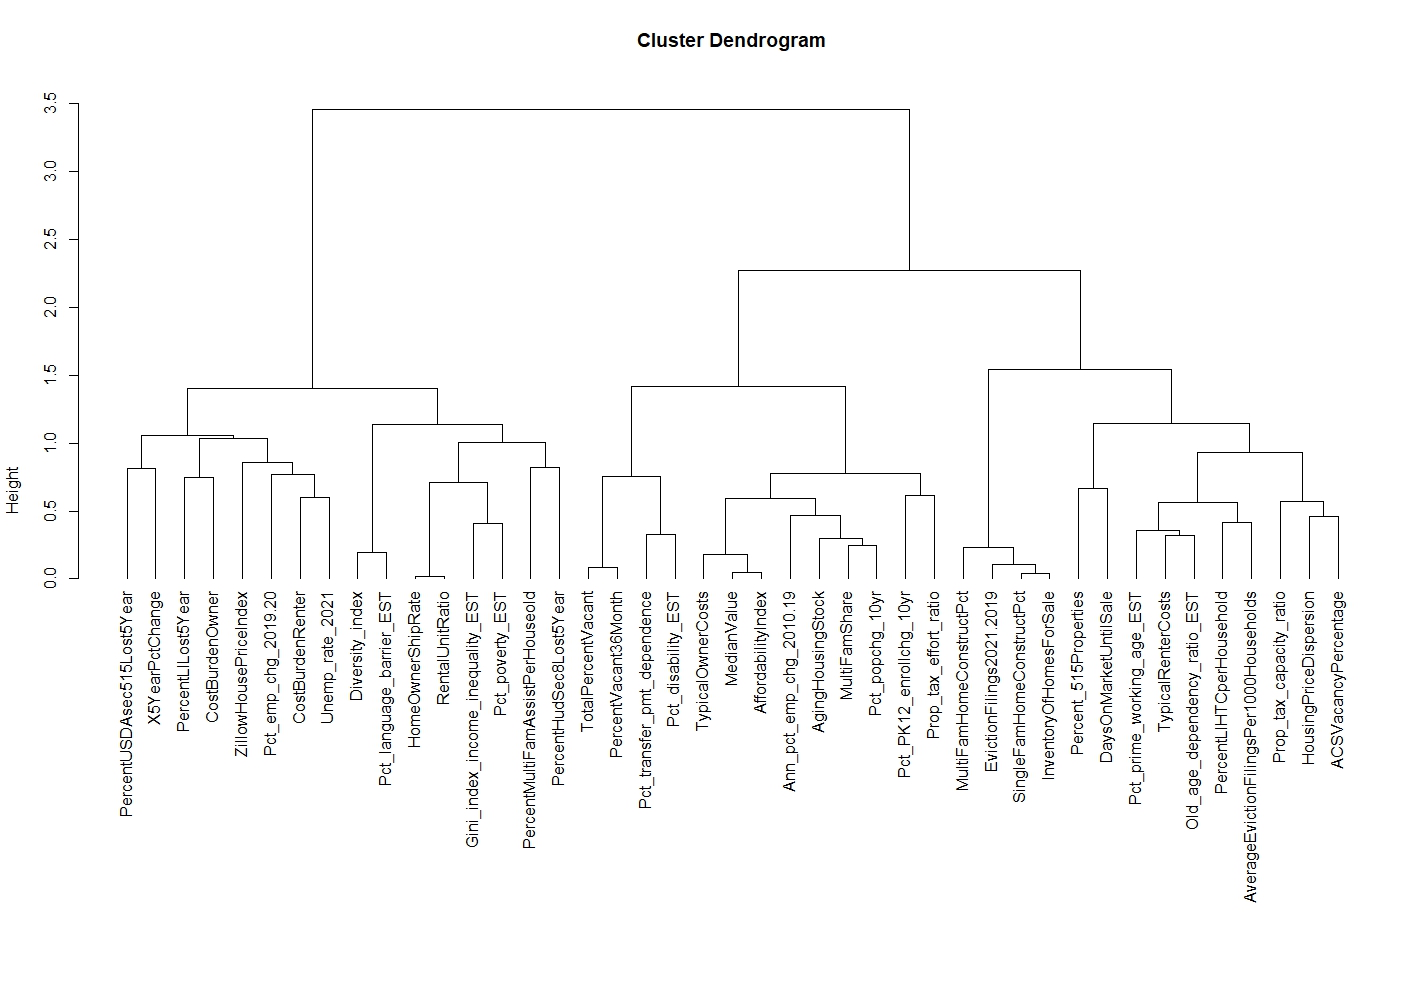 Cluster Dendrogram
Height
3.5
3.0
2.5
2.0
1.5
1.0
0.5
0.0
PercentUSDAsec515Lost5Year
X5YearPctChange
PercentLILost5Year
CostBurdenOwner
ZillowHousePriceIndex
Pct_emp_chg_2019.20
CostBurdenRenter
Unemp_rate_2021
Diversity_index
Pct_language_barrier_EST
HomeOwnerShipRate
RentalUnitRatio
Gini_index_income_inequality_EST
Pct_poverty_EST
PercentMultiFamAssistPerHouseold
PercentHudSec8Lost5Year
TotalPercentVacant
PercentVacant36Month
Pct_transfer_pmt_dependence
Pct_disability_EST
TypicalOwnerCosts
MedianValue
AffordabilityIndex
Ann_pct_emp_chg_2010.19
AgingHousingStock
MultiFamShare
Pct_popchg_10yr
Pct_PK12_enrollchg_10yr
Prop_tax_effort_ratio
MultiFamHomeConstructPct
EvictionFilings2021.2019
SingleFamHomeConstructPct
InventoryOfHomesForSale
Percent_515Properties
DaysOnMarketUntilSale
Pct_prime_working_age_EST
TypicalRenterCosts
Old_age_dependency_ratio_EST
PercentLIHTCperHousehold
AverageEvictionFilingsPer1000Households
Prop_tax_capacity_ratio
HousingPriceDispersion
ACSVacancyPercentage